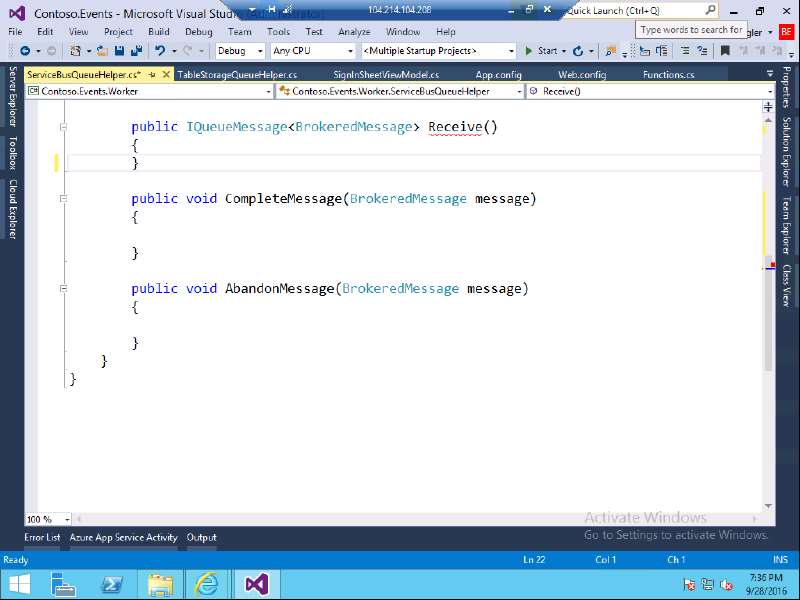 Contoso.Events - Microsoft Visual Stu
104.214.104.208
Quick Launch (Ctrl+Q)
File Edit View Project Build Debug Team Tools Test Analyze Window Help
Type words to search for
gler BE
Debug Any CPU <Multiple Startup Projects> Start
ServiceBusQueueHelper.cs* TableStorageQueueHelper.cs SignInSheetViewModel.cs App.config Web.config Functions.cs
Contoso.Events.Worker Contoso.Events.Worker.ServiceBusQueueHelper Receive()
Server Explorer
Toolbox
Cloud Explorer
public IQueueMessage<BrokeredMessage> Receive()
{
}
public void CompleteMessage(BrokeredMessage message)
{
}
public void AbandonMessage(BrokeredMessage message)
{
}
}
}
Properties
Solution Explorer
Team Explorer
Class View
100 %
Activate Windows
Go to Settings to activate Windows.
Error List Azure App Service Activity Output
Ready Ln 22 Col 1 Ch 1 INS
7:36 PM
9/28/2016